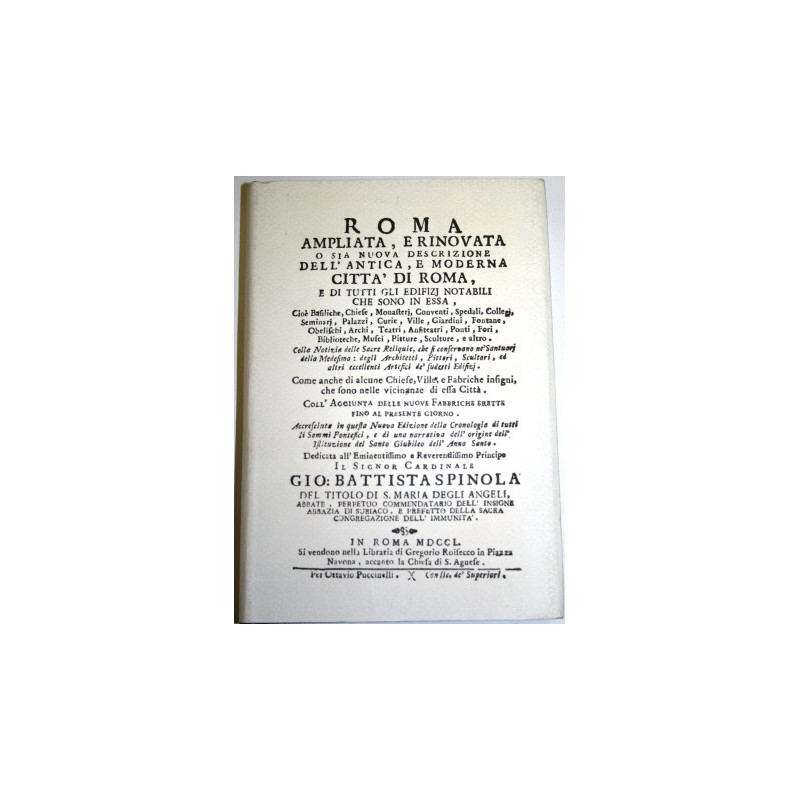 ROMA
AMPLIATA, E RINOVATA
O SIA NUOVA DESCRIZIONE
DELL' ANTICA, E MODERNA
CITTA' DI ROMA,
E DI TUTTI GLI EDIFIZJ NOTABILI
CHE SONO IN ESSA,
Cioè Basiliche, Chiese, Monasterj, Conventi, Spedali, Collegj,
Seminarj, Palazzi, Curie, Ville, Giardini, Fontane,
Obelischi, Archi, Teatri, Anfiteatri, Ponti, Fori,
Biblioteche, Musei, Pitture, Sculture, e altro.
Colla Notizia delle Sacre Reliquie, che si conservano ne' Santuarj
della Medesima: degli Architetti, Pittori, Scultori, ed
altri eccellenti Artefici de' sudetti Edifizj.
Come anche di alcune Chiese, Ville, e Fabriche insigni,
che sono nelle vicinanze di essa Città.
COLL' AGGIUNTA DELLE NUOVE FABBRICHE ERETTE
FINO AL PRESENTE GIORNO.
Accresciuta in questa Nuova Edizione della Cronologia di tutti
li Sommi Pontefici, e di una narrativa dell' origine dell'
Istituzione del Santo Giubileo dell' Anno Santo.
Dedicata all' Eminentissimo e Reverendissimo Principe
IL SIGNOR CARDINALE
GIO: BATTISTA SPINOLA
DEL TITOLO DI S. MARIA DEGLI ANGELI,
ABBATE, PERPETUO COMMENDATARIO DELL' INSIGNE
ABBAZIA DI SUBIACO, E PREFETTO DELLA SACRA
CONGREGAZIONE DELL' IMMUNITA'.
IN ROMA MDCCL.
Si vendono nella Libraria di Gregorio Roisecco in Piazza
Navona, accanto la Chiesa di S. Agnese.
Per Ottavio Puccinelli. X Con lic. de' Superiori.